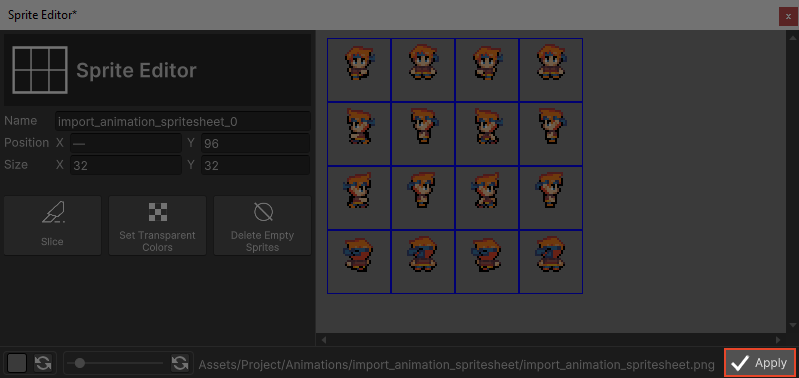 Sprite Editor*
x
Sprite Editor
Name import_animation_spritesheet_0
Position X — Y 96
Size X 32 Y 32
Slice
Set Transparent
Colors
Delete Empty
Sprites
Assets/Project/Animations/import_animation_spritesheet/import_animation_spritesheet.png
Apply